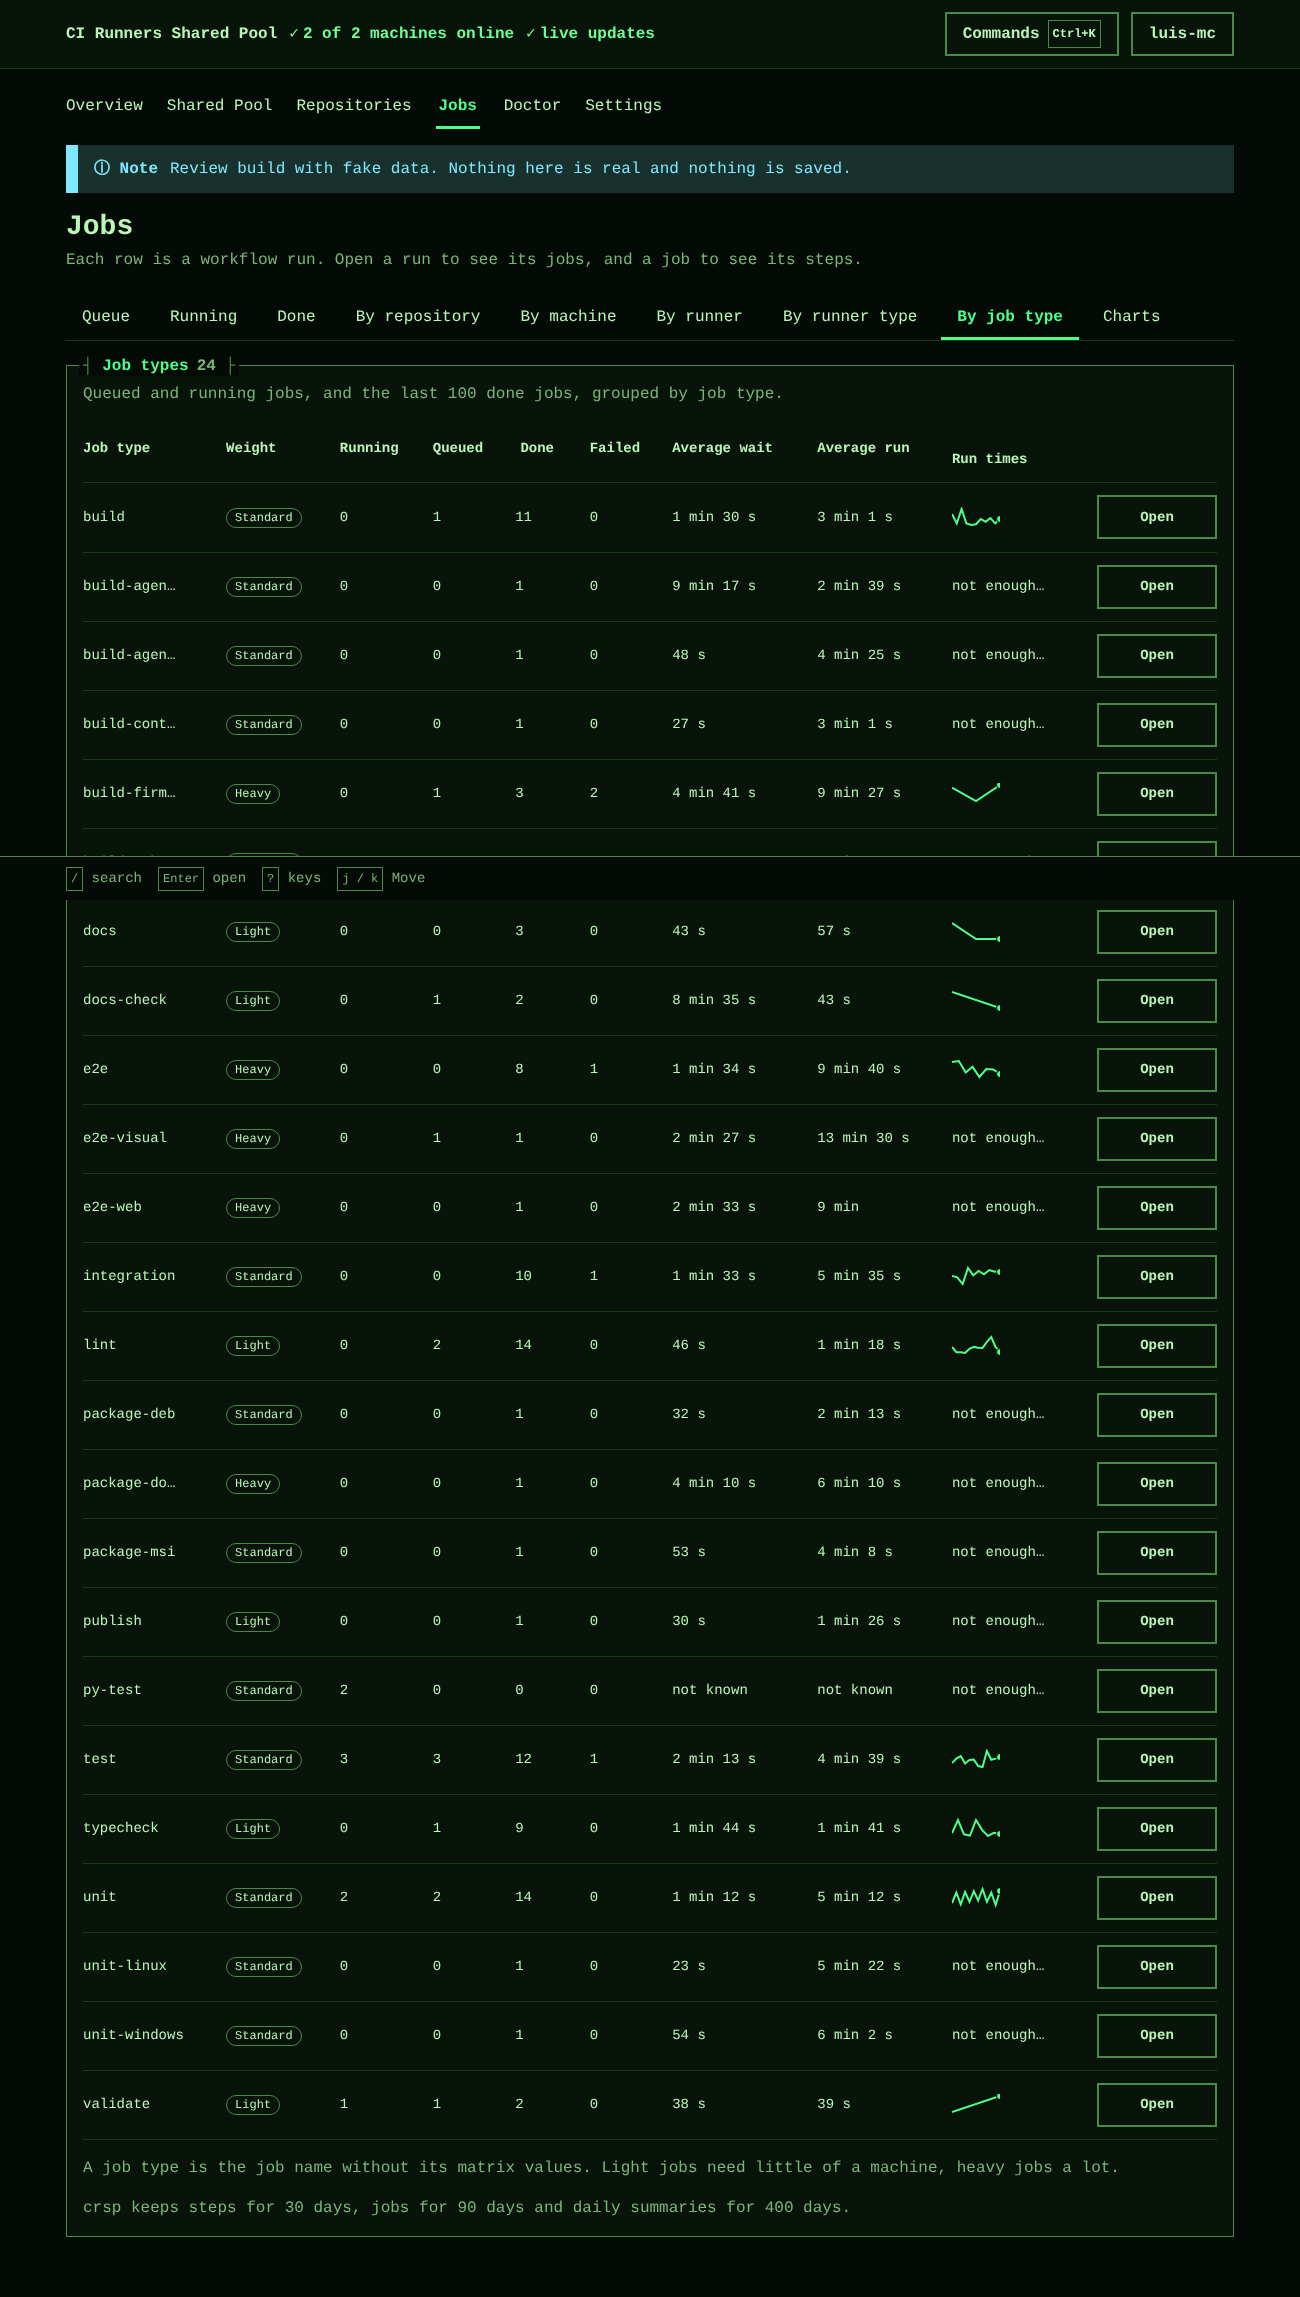 CI Runners Shared Pool ✓ 2 of 2 machines online ✓ live updates Commands Ctrl+K luis-mc
Overview Shared Pool Repositories Jobs Doctor Settings
ⓘ Note Review build with fake data. Nothing here is real and nothing is saved.
Jobs
Each row is a workflow run. Open a run to see its jobs, and a job to see its steps.
Queue Running Done By repository By machine By runner By runner type By job type Charts
Job types 24
Queued and running jobs, and the last 100 done jobs, grouped by job type.
Job type Weight Running Queued Done Failed Average wait Average run Run times
build Standard 0 1 11 0 1 min 30 s 3 min 1 s Open
build-agen… Standard 0 0 1 0 9 min 17 s 2 min 39 s not enough… Open
build-agen… Standard 0 0 1 0 48 s 4 min 25 s not enough… Open
build-cont… Standard 0 0 1 0 27 s 3 min 1 s not enough… Open
build-firm… Heavy 0 1 3 2 4 min 41 s 9 min 27 s Open
/ search Enter open ? keys j / k Move
docs Light 0 0 3 0 43 s 57 s Open
docs-check Light 0 1 2 0 8 min 35 s 43 s Open
e2e Heavy 0 0 8 1 1 min 34 s 9 min 40 s Open
e2e-visual Heavy 0 1 1 0 2 min 27 s 13 min 30 s not enough… Open
e2e-web Heavy 0 0 1 0 2 min 33 s 9 min not enough… Open
integration Standard 0 0 10 1 1 min 33 s 5 min 35 s Open
lint Light 0 2 14 0 46 s 1 min 18 s Open
package-deb Standard 0 0 1 0 32 s 2 min 13 s not enough… Open
package-do… Heavy 0 0 1 0 4 min 10 s 6 min 10 s not enough… Open
package-msi Standard 0 0 1 0 53 s 4 min 8 s not enough… Open
publish Light 0 0 1 0 30 s 1 min 26 s not enough… Open
py-test Standard 2 0 0 0 not known not known not enough… Open
test Standard 3 3 12 1 2 min 13 s 4 min 39 s Open
typecheck Light 0 1 9 0 1 min 44 s 1 min 41 s Open
unit Standard 2 2 14 0 1 min 12 s 5 min 12 s Open
unit-linux Standard 0 0 1 0 23 s 5 min 22 s not enough… Open
unit-windows Standard 0 0 1 0 54 s 6 min 2 s not enough… Open
validate Light 1 1 2 0 38 s 39 s Open
A job type is the job name without its matrix values. Light jobs need little of a machine, heavy jobs a lot.
crsp keeps steps for 30 days, jobs for 90 days and daily summaries for 400 days.